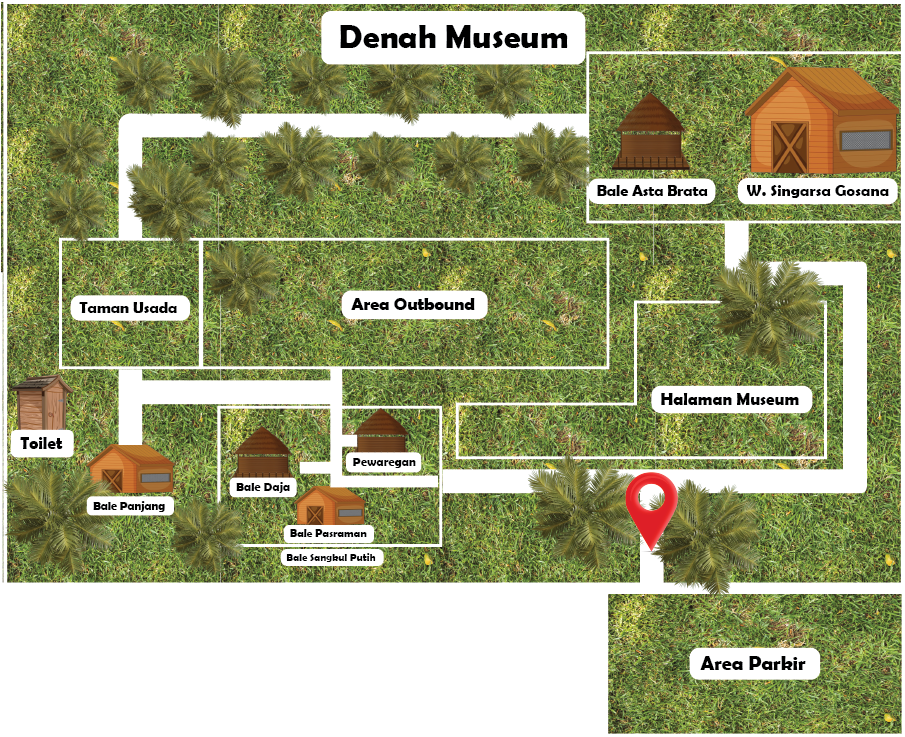 Denah Museum
Bale Asta Brata
W. Singarsa Gosana
Taman Usada
Area Outbound
Halaman Museum
Toilet
Pewaregan
Bale Daja
Bale Panjang
Bale Pasraman
Bale Sangkul Putih
Area Parkir